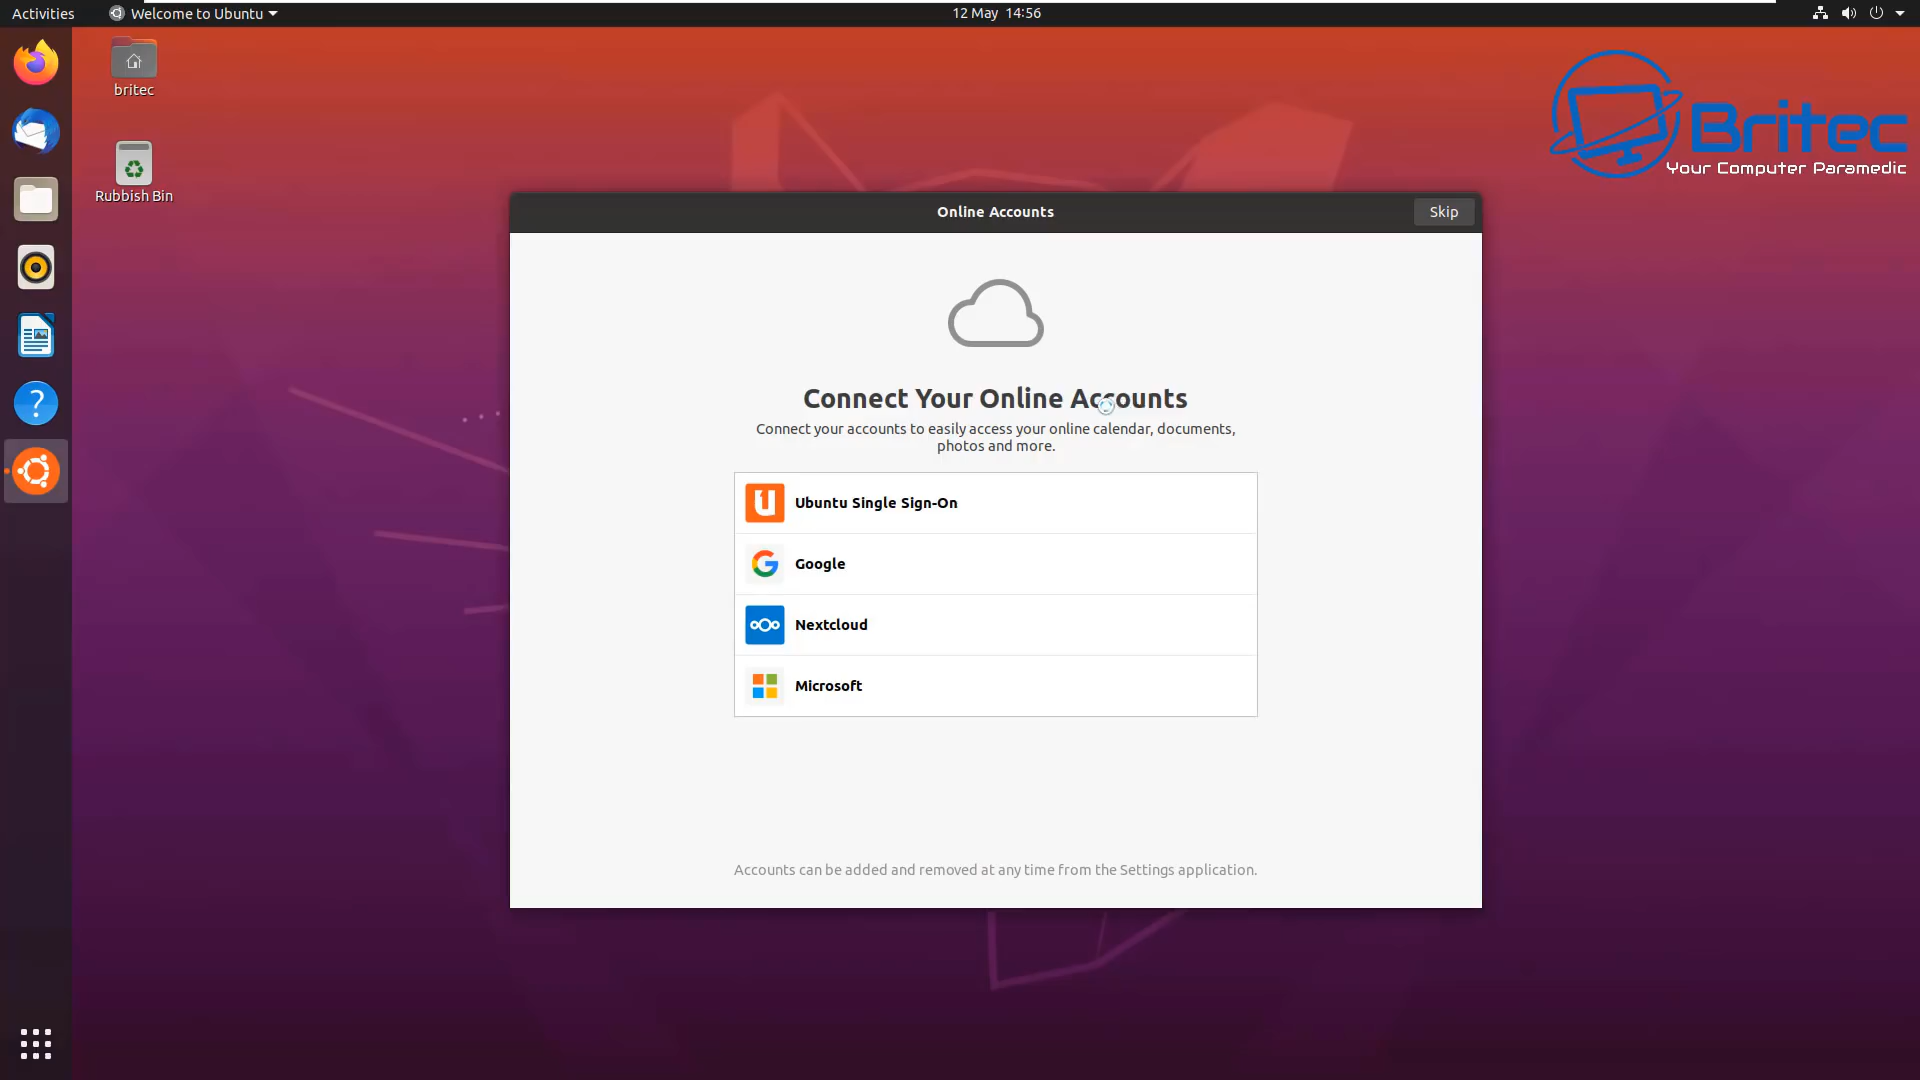 Activities
Welcome to Ubuntu
12 May 14:56
britec
Rubbish Bin
Britec
Your Computer Paramedic
Online Accounts
Skip
Connect Your Online Accounts
Connect your accounts to easily access your online calendar, documents,
photos and more.
Ubuntu Single Sign-On
Google
Nextcloud
Microsoft
Accounts can be added and removed at any time from the Settings application.